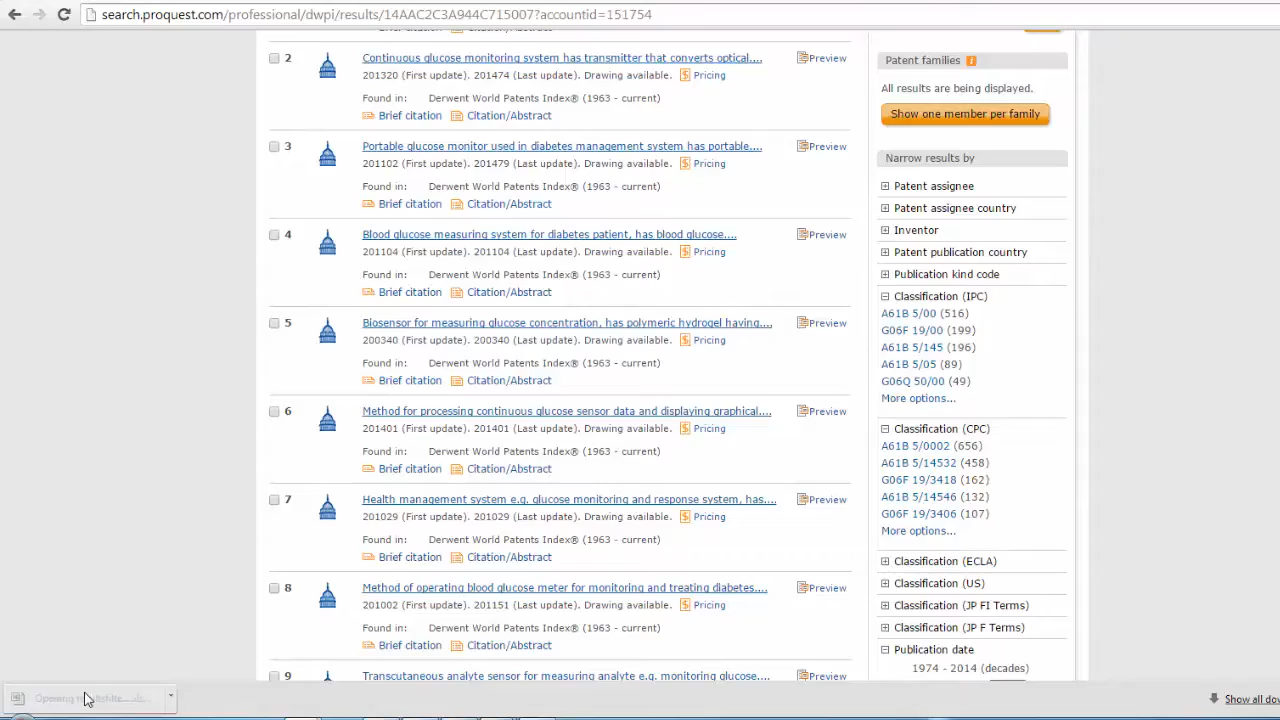 search.proquest.com/professional/dwpi/results/14AAC2C3A944C715007?accountid=151754
2 Continuous glucose monitoring system has transmitter that converts optical.... Preview
201320 (First update). 201474 (Last update). Drawing available. $ Pricing
Found in: Derwent World Patents Index® (1963 - current)
Brief citation Citation/Abstract
3 Portable glucose monitor used in diabetes management system has portable.... Preview
201102 (First update). 201479 (Last update). Drawing available. $ Pricing
Found in: Derwent World Patents Index® (1963 - current)
Brief citation Citation/Abstract
4 Blood glucose measuring system for diabetes patient, has blood glucose.... Preview
201104 (First update). 201104 (Last update). Drawing available. $ Pricing
Found in: Derwent World Patents Index® (1963 - current)
Brief citation Citation/Abstract
5 Biosensor for measuring glucose concentration, has polymeric hydrogel having.... Preview
200340 (First update). 200340 (Last update). Drawing available. $ Pricing
Found in: Derwent World Patents Index® (1963 - current)
Brief citation Citation/Abstract
6 Method for processing continuous glucose sensor data and displaying graphical.... Preview
201401 (First update). 201401 (Last update). Drawing available. $ Pricing
Found in: Derwent World Patents Index® (1963 - current)
Brief citation Citation/Abstract
7 Health management system e.g. glucose monitoring and response system, has.... Preview
201029 (First update). 201029 (Last update). Drawing available. $ Pricing
Found in: Derwent World Patents Index® (1963 - current)
Brief citation Citation/Abstract
8 Method of operating blood glucose meter for monitoring and treating diabetes.... Preview
201002 (First update). 201151 (Last update). Drawing available. $ Pricing
Found in: Derwent World Patents Index® (1963 - current)
Brief citation Citation/Abstract
9 Transcutaneous analyte sensor for measuring analyte e.g. monitoring glucose.... Preview
Patent families i
All results are being displayed.
Show one member per family
Narrow results by
Patent assignee
Patent assignee country
Inventor
Patent publication country
Publication kind code
Classification (IPC)
A61B 5/00 (516)
G06F 19/00 (199)
A61B 5/145 (196)
A61B 5/05 (89)
G06Q 50/00 (49)
More options...
Classification (CPC)
A61B 5/0002 (656)
A61B 5/14532 (458)
G06F 19/3418 (162)
A61B 5/14546 (132)
G06F 19/3406 (107)
More options...
Classification (ECLA)
Classification (US)
Classification (JP FI Terms)
Classification (JP F Terms)
Publication date
1974 - 2014 (decades)
Opening
Show all dow